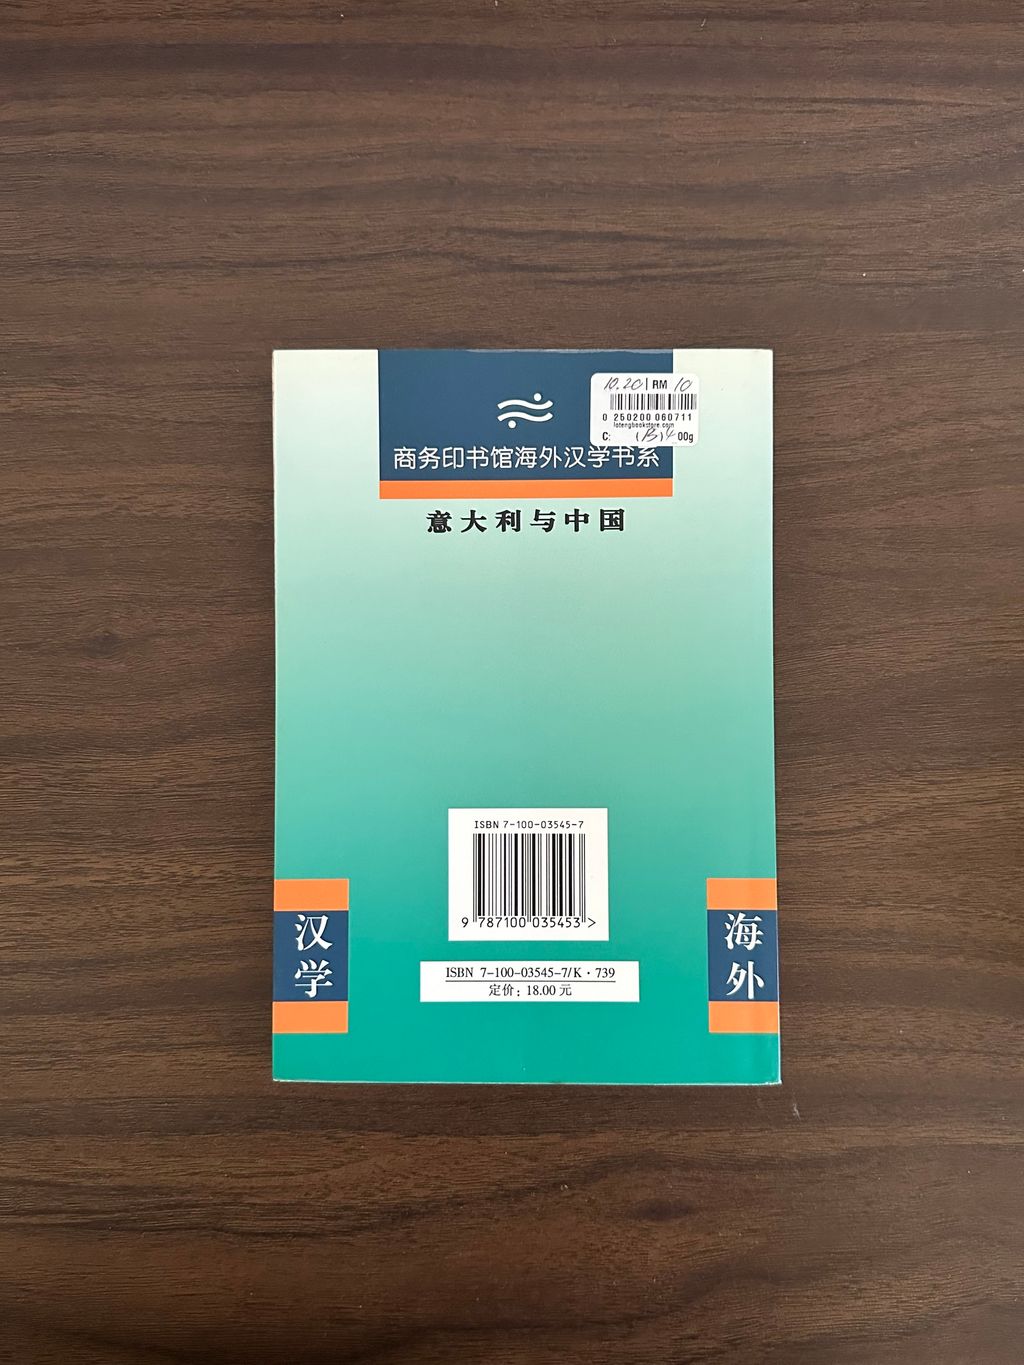 10.20 | RM 10
0 250200 060711
lotengbookstore.com
C: (B) 4 00g
商务印书馆海外汉学书系
意大利与中国
ISBN 7-100-03545-7
9 787100 035453 >
ISBN 7-100-03545-7/K·739
定价：18.00 元
汉学
海外